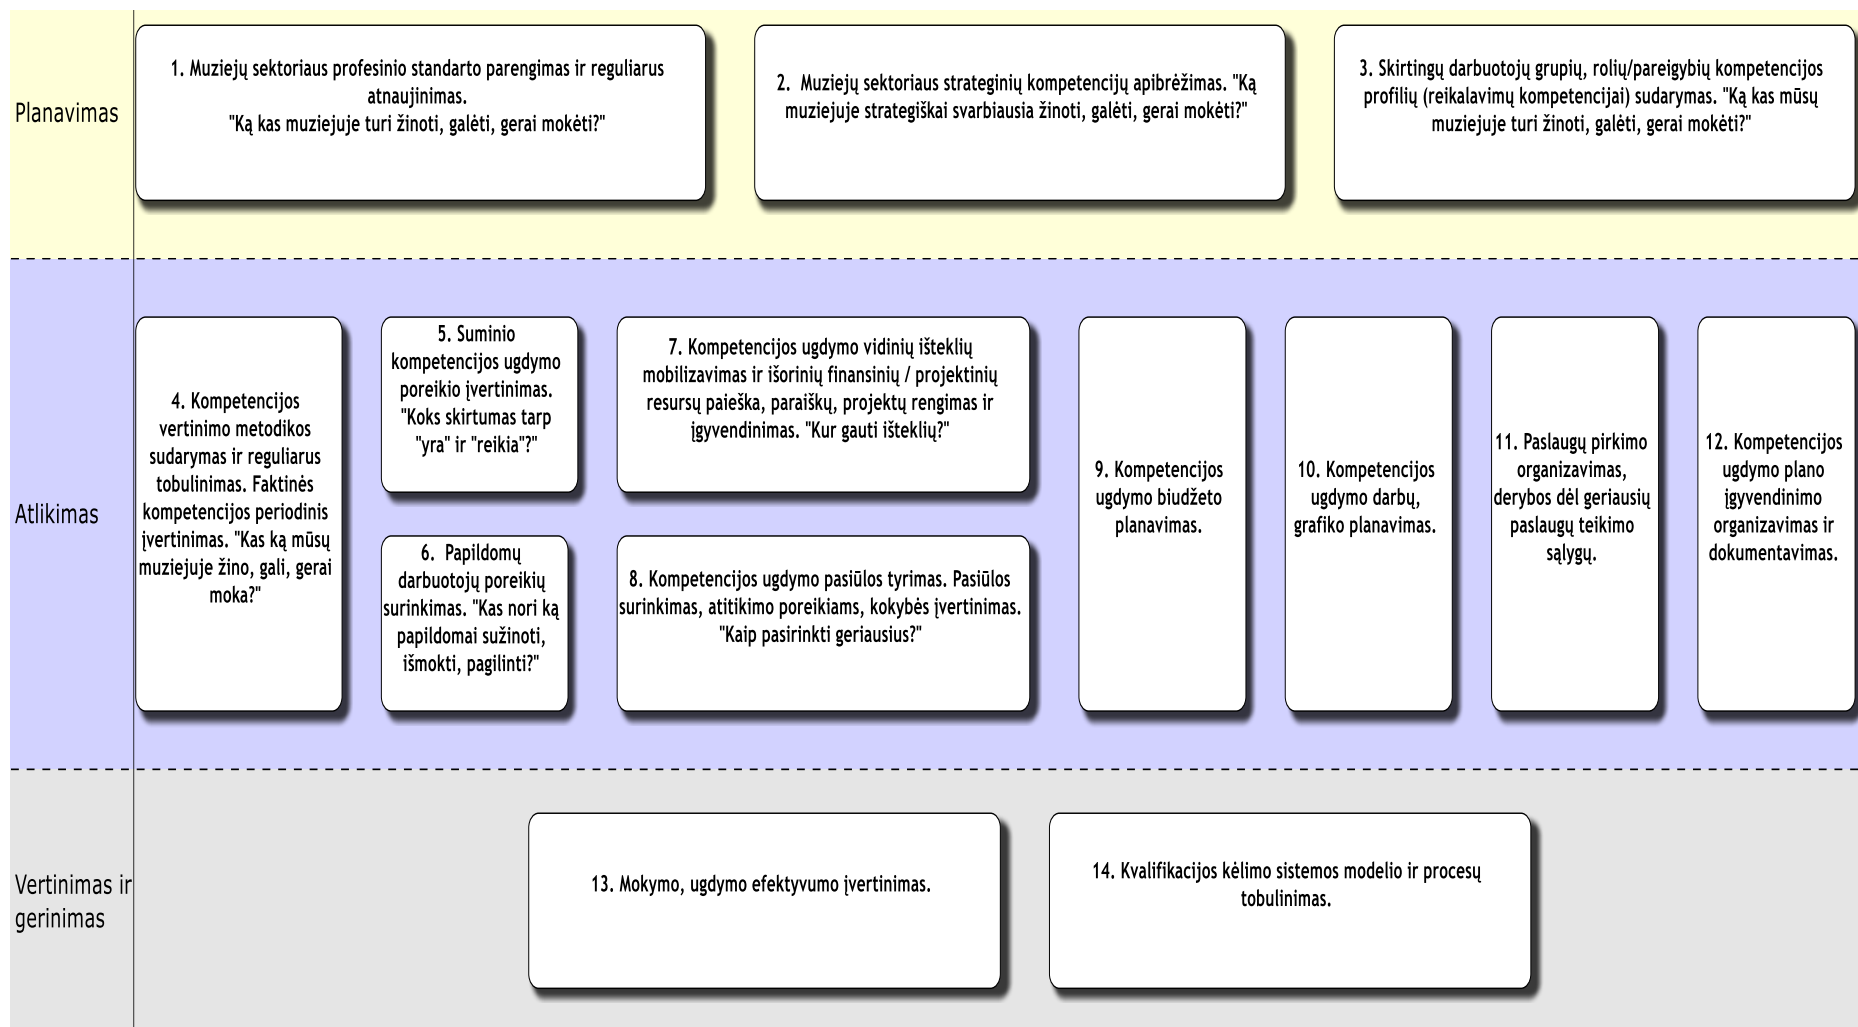 Planavimas
1. Muziejų sektoriaus profesinio standarto parengimas ir reguliarus
atnaujinimas.
"Ką kas muziejuje turi žinoti, galėti, gerai mokėti?"
2.  Muziejų sektoriaus strateginių kompetencijų apibrėžimas. "Ką
muziejuje strategiškai svarbiausia žinoti, galėti, gerai mokėti?"
3. Skirtingų darbuotojų grupių, rolių/pareigybių kompetencijos
profilių (reikalavimų kompetencijai) sudarymas. "Ką kas mūsų
muziejuje turi žinoti, galėti, gerai mokėti?"
Atlikimas
4. Kompetencijos
vertinimo metodikos
sudarymas ir reguliarus
tobulinimas. Faktinės
kompetencijos periodinis
įvertinimas. "Kas ką mūsų
muziejuje žino, gali, gerai
moka?"
5. Suminio
kompetencijos ugdymo
poreikio įvertinimas.
"Koks skirtumas tarp
"yra" ir "reikia"?"
6.  Papildomų
darbuotojų poreikių
surinkimas. "Kas nori ką
papildomai sužinoti,
išmokti, pagilinti?"
7. Kompetencijos ugdymo vidinių išteklių
mobilizavimas ir išorinių finansinių / projektinių
resursų paieška, paraiškų, projektų rengimas ir
įgyvendinimas. "Kur gauti išteklių?"
8. Kompetencijos ugdymo pasiūlos tyrimas. Pasiūlos
surinkimas, atitikimo poreikiams, kokybės įvertinimas.
"Kaip pasirinkti geriausius?"
9. Kompetencijos
ugdymo biudžeto
planavimas.
10. Kompetencijos
ugdymo darbų,
grafiko planavimas.
11. Paslaugų pirkimo
organizavimas,
derybos dėl geriausių
paslaugų teikimo
sąlygų.
12. Kompetencijos
ugdymo plano
įgyvendinimo
organizavimas ir
dokumentavimas.
Vertinimas ir
gerinimas
13. Mokymo, ugdymo efektyvumo įvertinimas.
14. Kvalifikacijos kėlimo sistemos modelio ir procesų
tobulinimas.